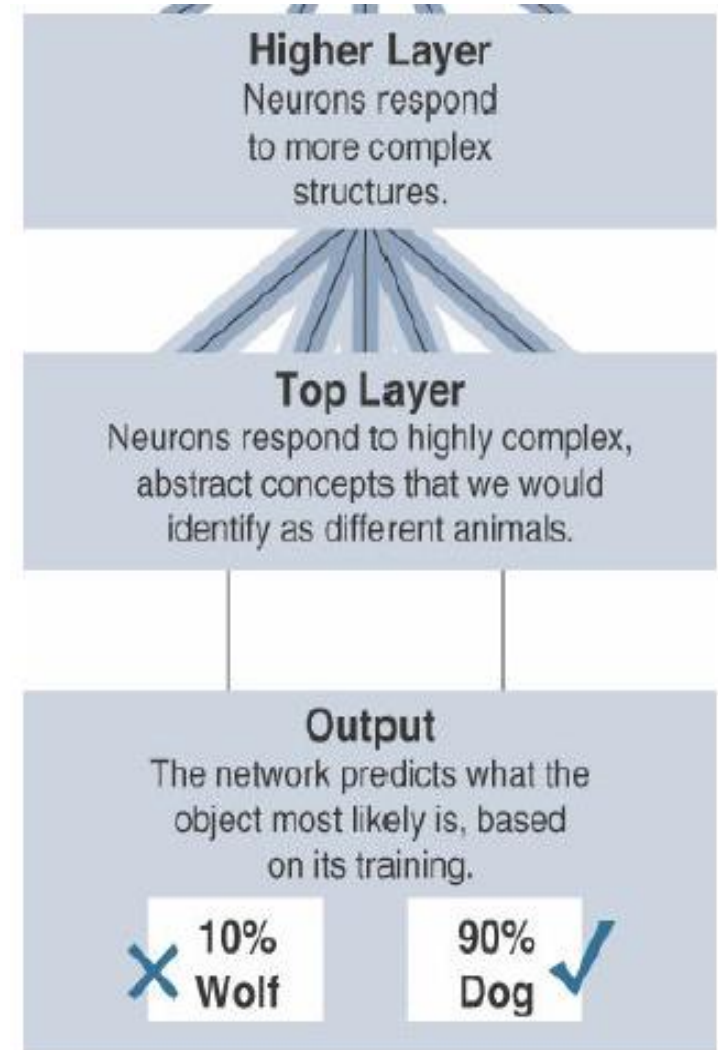 Higher Layer
Neurons respond
to more complex
structures.
Top Layer
Neurons respond to highly complex,
abstract concepts that we would
identify as different animals.
Output
The network predicts what the
object most likely is, based
on its training.
10%
Wolf
90%
Dog